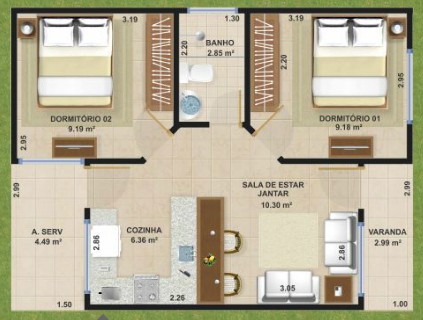 3.19
1.30
3.19
2.20
BANHO
2.85 m²
2.20
2.95
DORMITÓRIO 02
9.19 m²
DORMITÓRIO 01
9.18 m²
2.95
2.99
2.99
SALA DE ESTAR
JANTAR
10.30 m²
A. SERV
4.49 m²
2.86
COZINHA
6.36 m²
2.86
VARANDA
2.99 m²
3.05
2.26
1.50
1.00